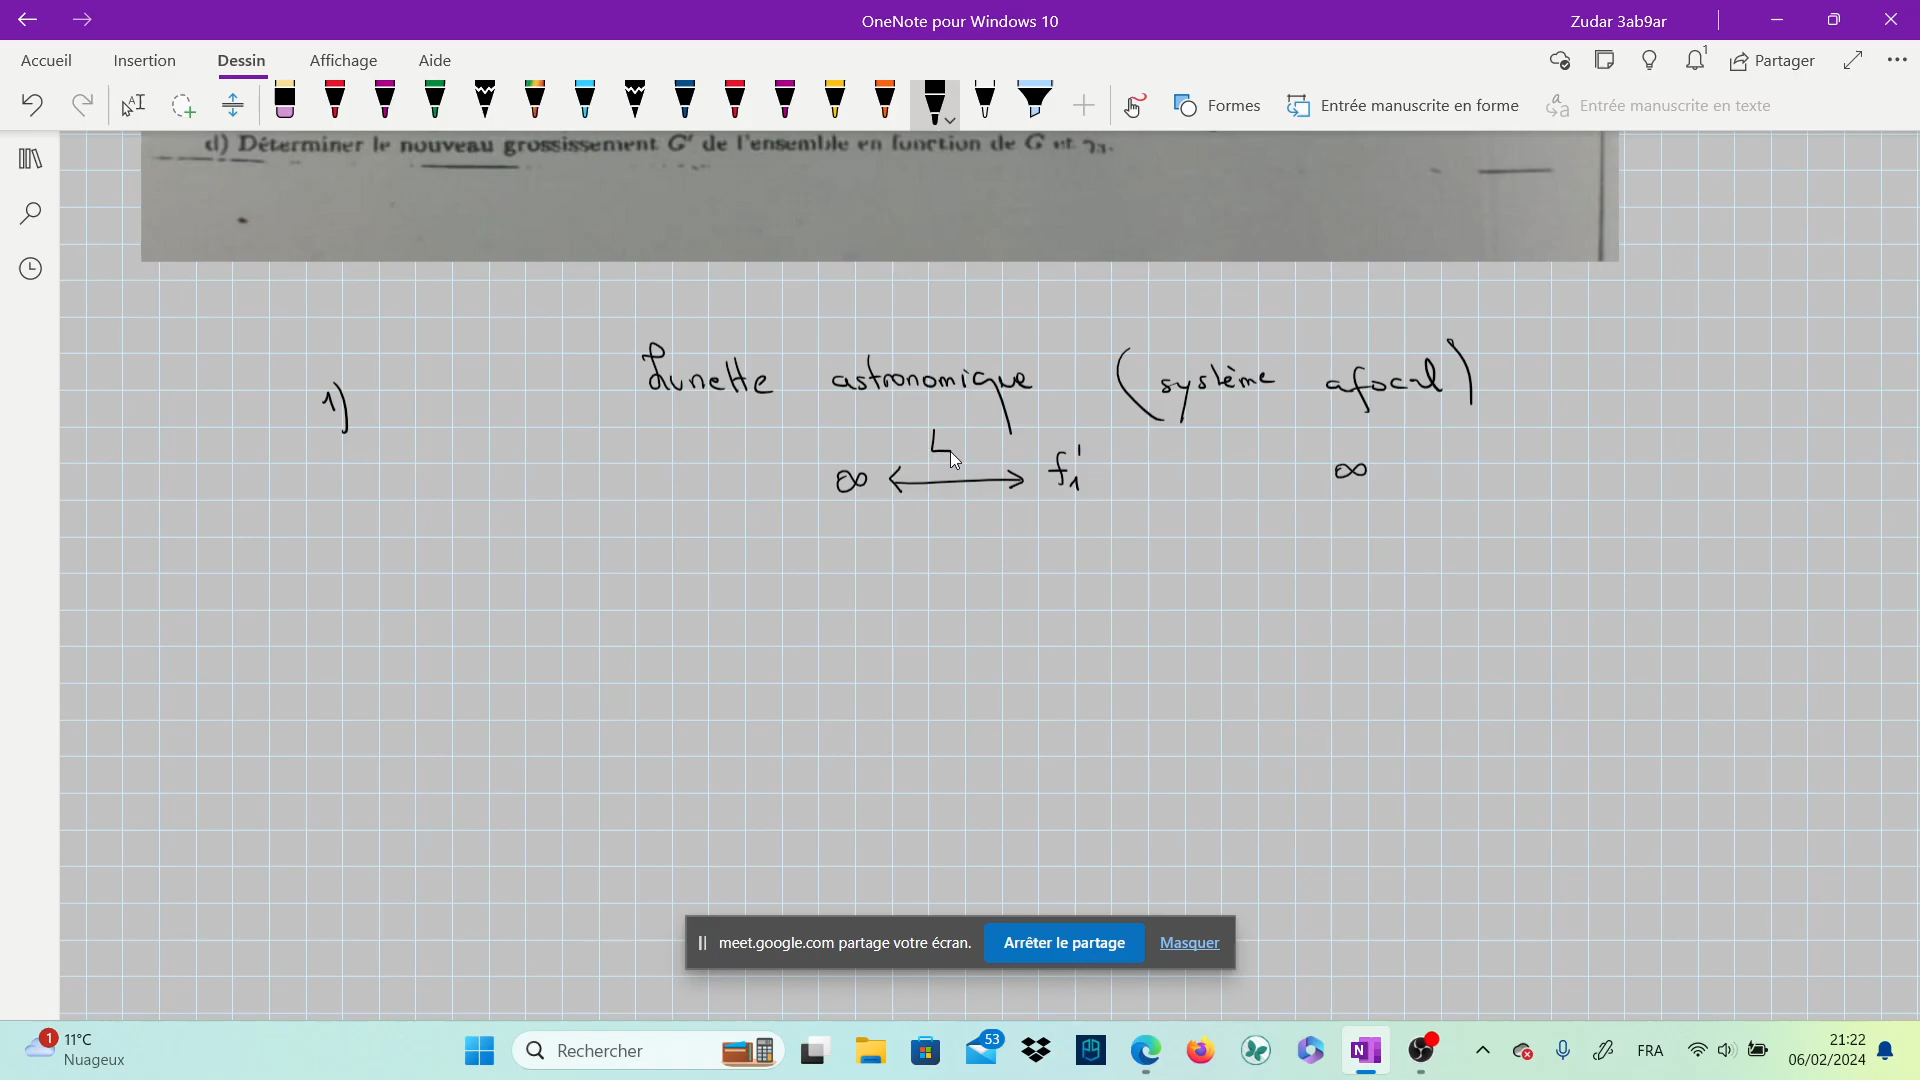 OneNote pour Windows 10
Zudar 3ab9ar
Accueil Insertion Dessin Affichage Aide
1 Partager
Formes Entrée manuscrite en forme Entrée manuscrite en texte
d) Déterminer le nouveau grossissement G' de l'ensemble en fonction de G et γ₃.
1) Lunette astronomique (système afocal)
L
∞ ⟷ f₁' ∞
meet.google.com partage votre écran. Arrêter le partage Masquer
1 11°C
Nuageux
Rechercher
53
FRA
21:22
06/02/2024